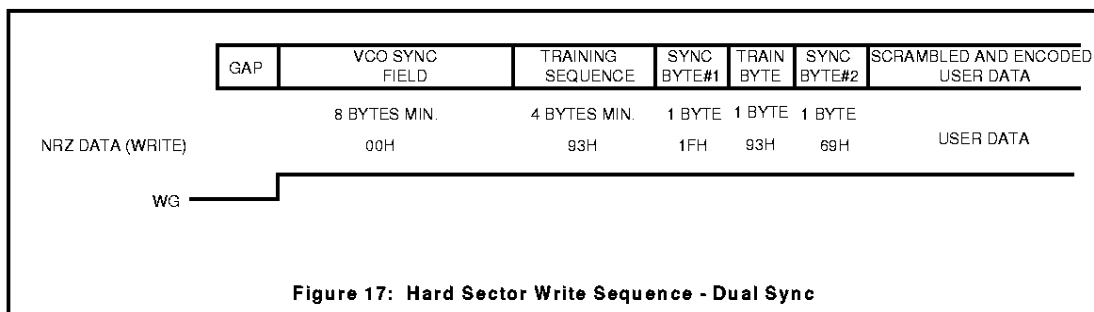 GAP VCO SYNC FIELD TRAINING SEQUENCE SYNC BYTE#1 TRAIN BYTE SYNC BYTE#2 SCRAMBLED AND ENCODED USER DATA
8 BYTES MIN. 4 BYTES MIN. 1 BYTE 1 BYTE 1 BYTE
NRZ DATA (WRITE) 00H 93H 1FH 93H 69H USER DATA
WG
Figure 17: Hard Sector Write Sequence - Dual Sync